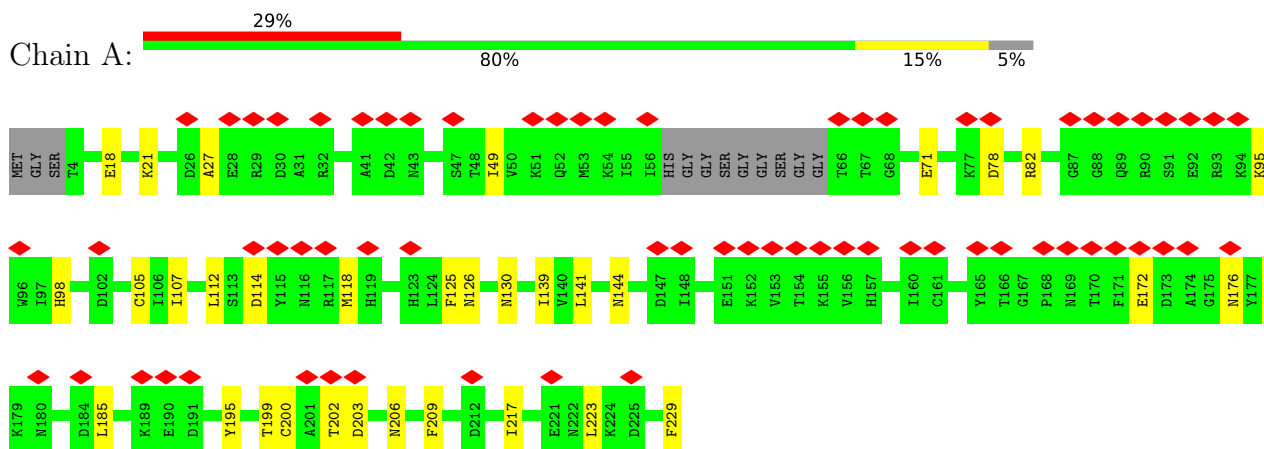 29%
Chain A:
80% 15% 5%
MET GLY SER T4 E18 K21 D26 A27 E28 R29 D30 A31 R32 A41 D42 N43 S47 T48 I49 V50 K51 Q52 M53 K54 I55 I56 HIS GLY GLY SER GLY GLY SER GLY GLY T66 T67 G68 E71 K77 D78 R82 G87 G88 Q89 R90 S91 E92 R93 K94 K95
W96 I97 H98 D102 C105 I106 I107 L112 S113 D114 Y115 N116 R117 M118 H119 H123 L124 F125 N126 N130 I139 V140 L141 N144 D147 I148 E151 K152 V153 T154 K155 V156 H157 I160 C161 Y165 T166 G167 P168 N169 T170 F171 E172 D173 A174 G175 N176 Y177
K179 N180 D184 L185 K189 E190 D191 Y195 T199 C200 A201 T202 D203 N206 F209 D212 I217 E221 N222 L223 K224 D225 F229